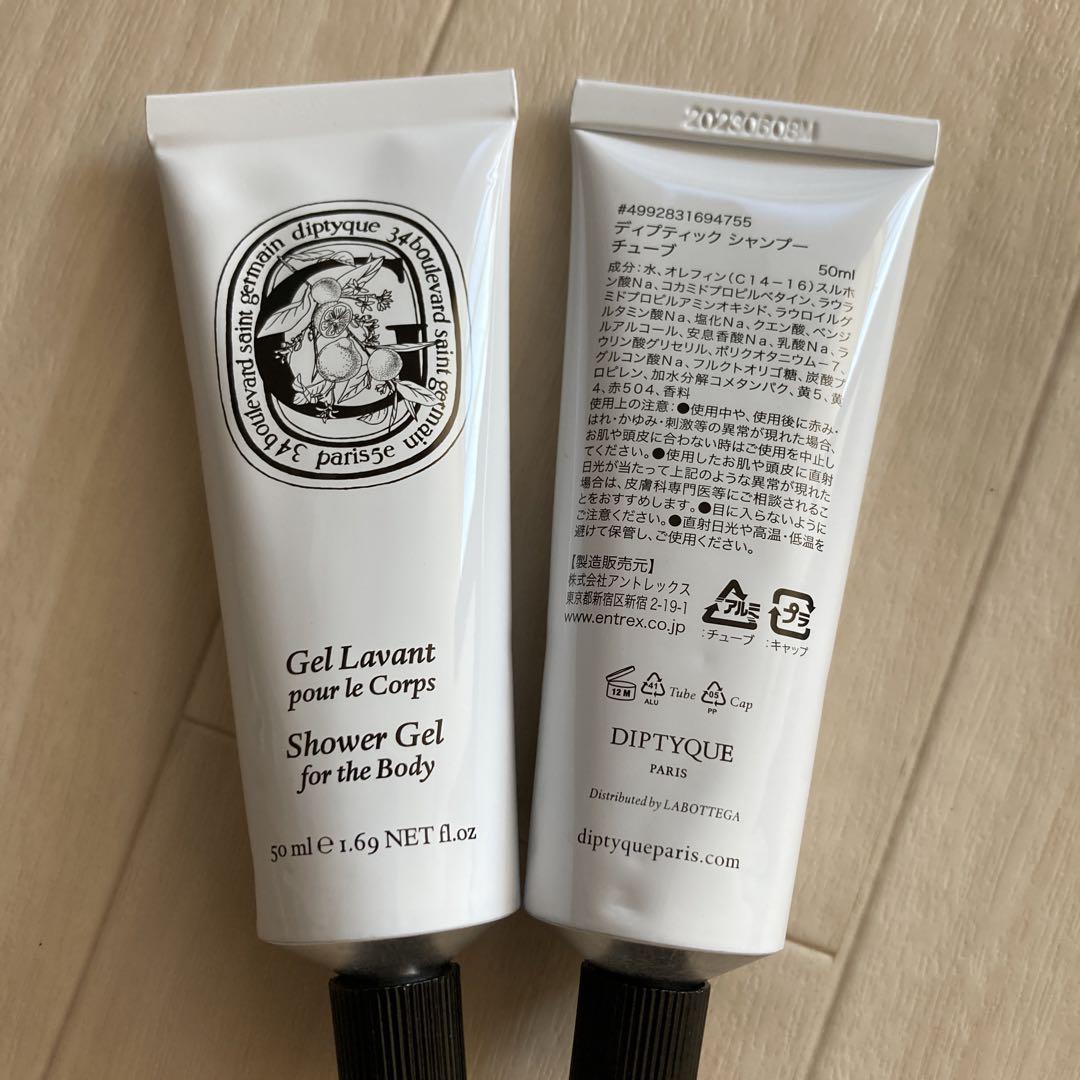 34 boulevard saint germain diptyque 34 boulevard saint germain paris5e
Gel Lavant
pour le Corps
Shower Gel
for the Body
50 ml e 1.69 NET fl.oz
20230608M
#4992831694755
ディプティック シャンプー
チューブ 50ml
成分:水、オレフィン(C14-16)スルホ
ン酸Na、コカミドプロピルベタイン、ラウラ
ミドプロピルアミンオキシド、ラウロイルグ
ルタミン酸Na、塩化Na、クエン酸、ベンジ
ルアルコール、安息香酸Na、乳酸Na、ラ
ウリン酸グリセリル、ポリクオタニウム-7、
グルコン酸Na、フルクトオリゴ糖、炭酸プ
ロピレン、加水分解コメタンパク、黄5、黄
4、赤504、香料
使用上の注意:●使用中や、使用後に赤み・
はれ・かゆみ・刺激等の異常が現れた場合、
お肌や頭皮に合わない時はご使用を中止し
てください。●使用したお肌や頭皮に直射
日光が当たって上記のような異常が現れた
場合は、皮膚科専門医等にご相談されるこ
とをおすすめします。●目に入らないように
ご注意ください。●直射日光や高温・低温を
避けて保管し、ご使用ください。
【製造販売元】
株式会社アントレックス
東京都新宿区新宿 2-19-1
www.entrex.co.jp
アルミ プラ
:チューブ :キャップ
12 M 41 ALU Tube 05 PP Cap
DIPTYQUE
PARIS
Distributed by LABOTTEGA
diptyqueparis.com